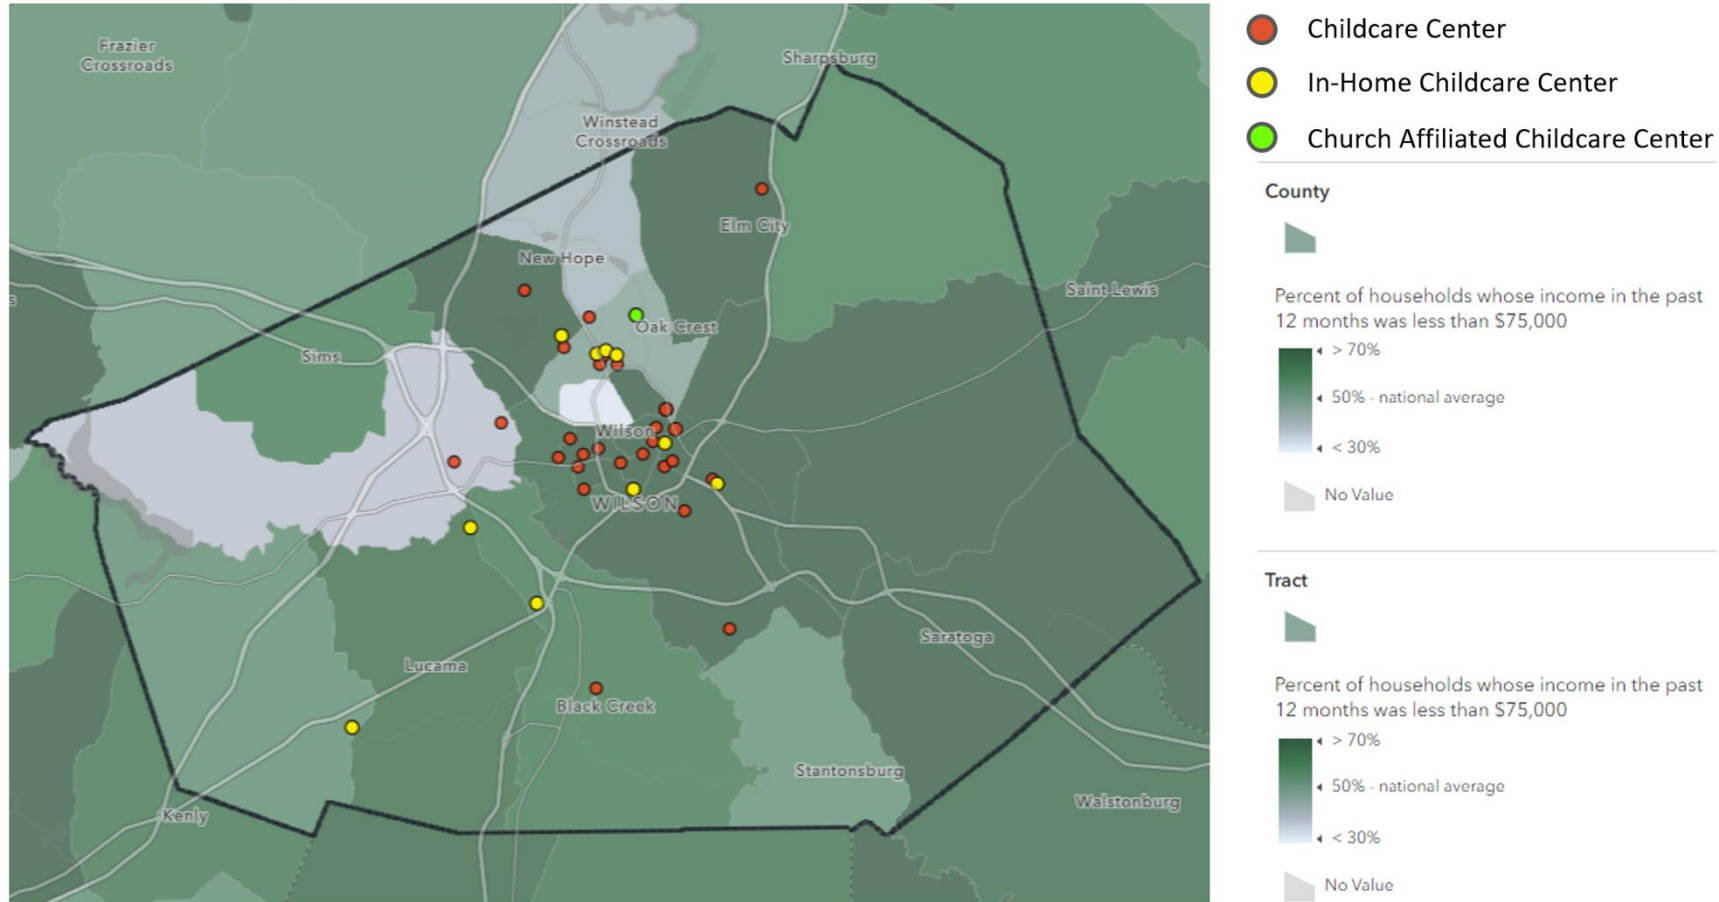 Frazier
Crossroads
Sharpsburg
Winstead
Crossroads
Elm City
New Hope
Saint Lewis
s
Oak Crest
Sims
Wilson
WILSON
Saratoga
Lucama
Black Creek
Stantonsburg
Walstonburg
Kenly
Childcare Center
In-Home Childcare Center
Church Affiliated Childcare Center
County
Percent of households whose income in the past
12 months was less than $75,000
> 70%
50% - national average
< 30%
No Value
Tract
Percent of households whose income in the past
12 months was less than $75,000
> 70%
50% - national average
< 30%
No Value